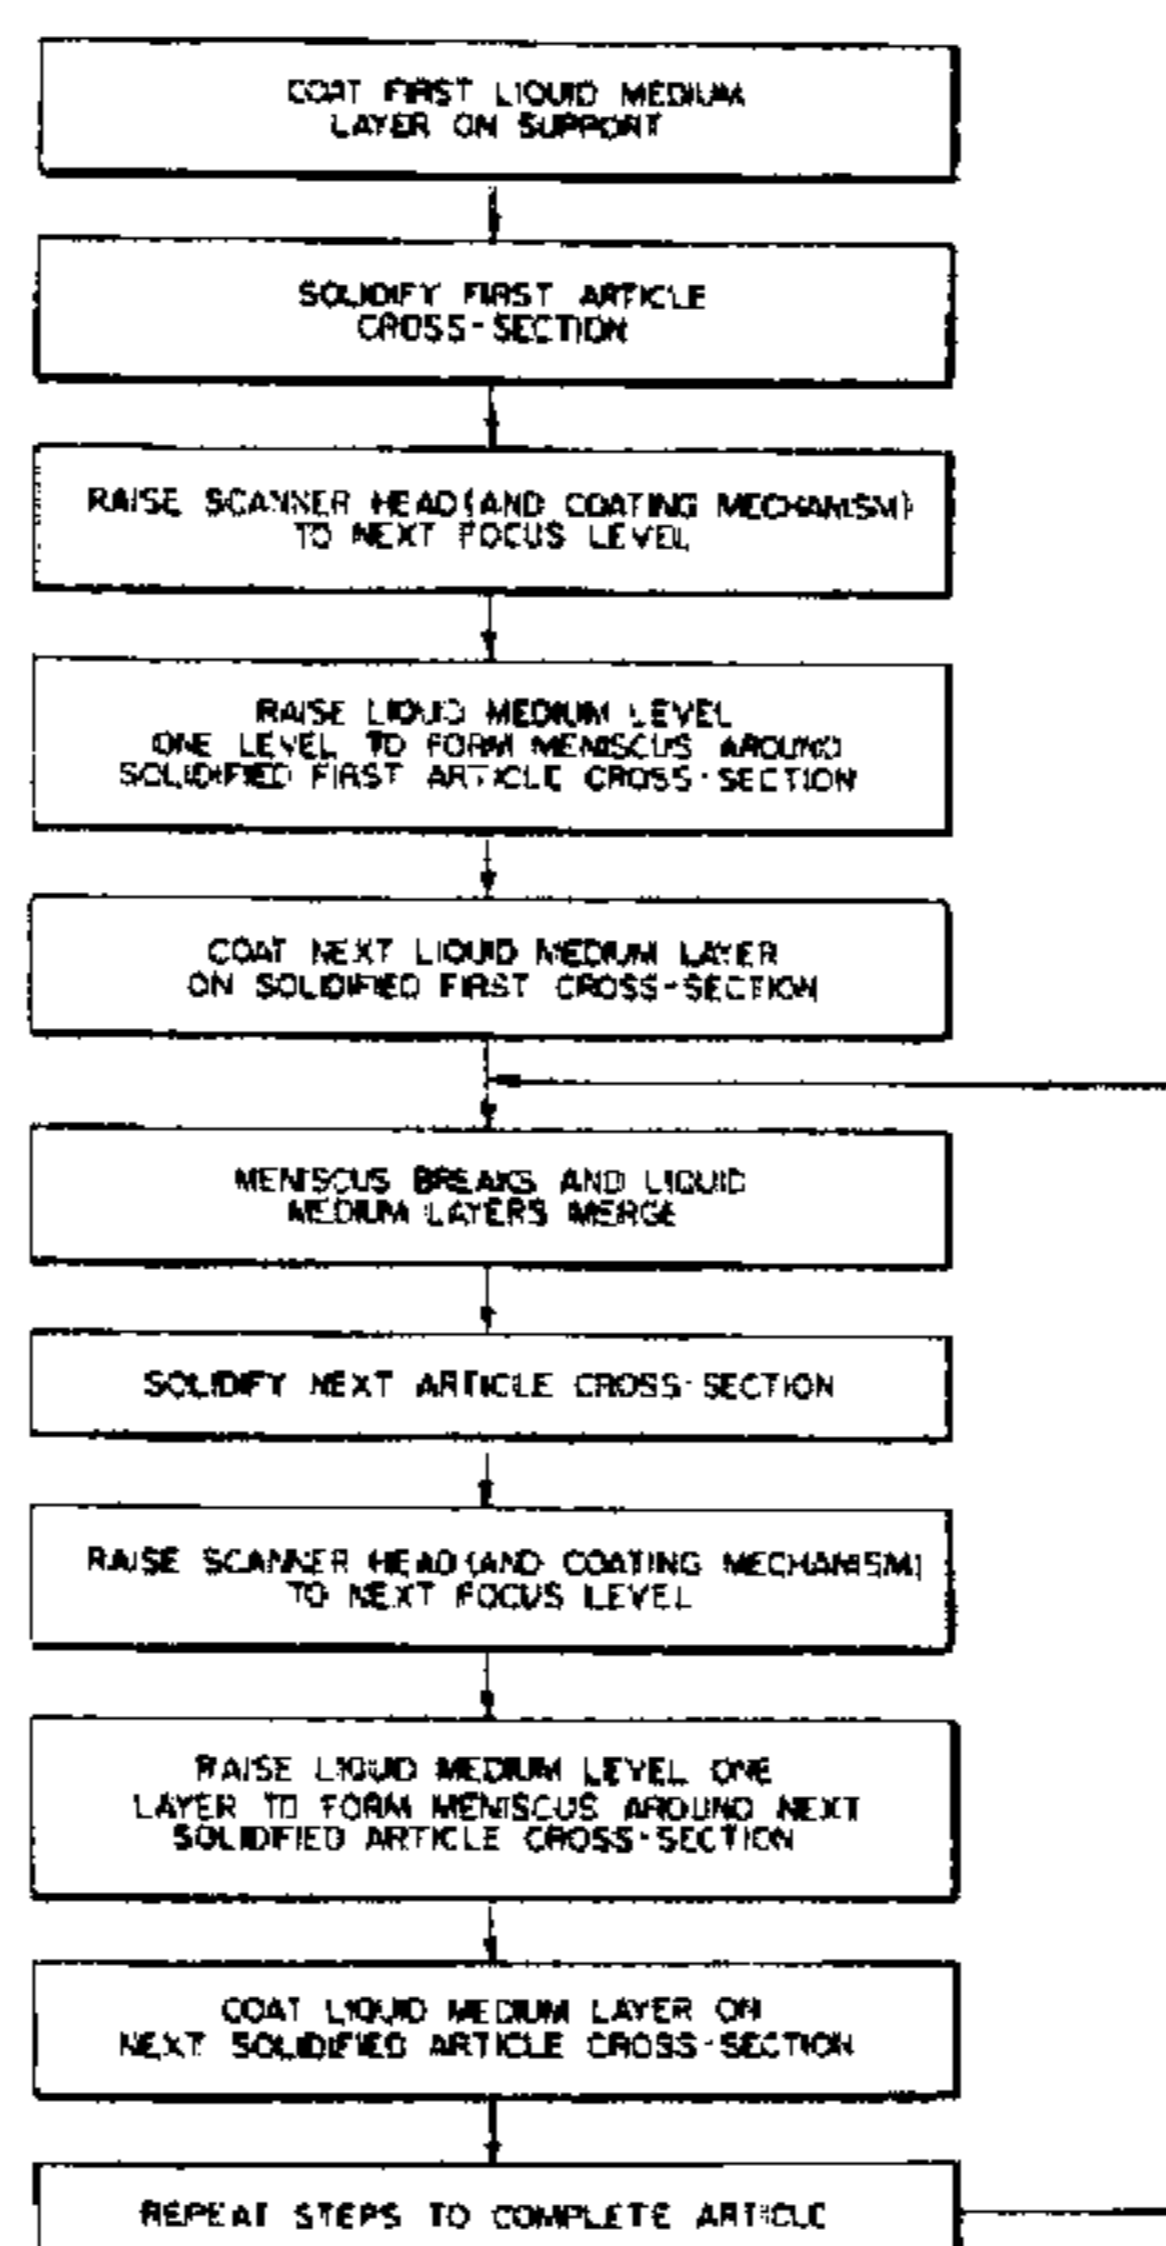 COAT FIRST LIQUID MEDIUM
LAYER ON SUPPORT
SOLIDIFY FIRST ARTICLE
CROSS-SECTION
RAISE SCANNER HEAD (AND COATING MECHANISM)
TO NEXT FOCUS LEVEL
RAISE LIQUID MEDIUM LEVEL
ONE LEVEL TO FORM MENISCUS AROUND
SOLIDIFIED FIRST ARTICLE CROSS-SECTION
COAT NEXT LIQUID MEDIUM LAYER
ON SOLIDIFIED FIRST CROSS-SECTION
MENISCUS BREAKS AND LIQUID
MEDIUM LAYERS MERGE
SOLIDIFY NEXT ARTICLE CROSS-SECTION
RAISE SCANNER HEAD (AND COATING MECHANISM)
TO NEXT FOCUS LEVEL
RAISE LIQUID MEDIUM LEVEL ONE
LAYER TO FORM MENISCUS AROUND NEXT
SOLIDIFIED ARTICLE CROSS-SECTION
COAT LIQUID MEDIUM LAYER ON
NEXT SOLIDIFIED ARTICLE CROSS-SECTION
REPEAT STEPS TO COMPLETE ARTICLE